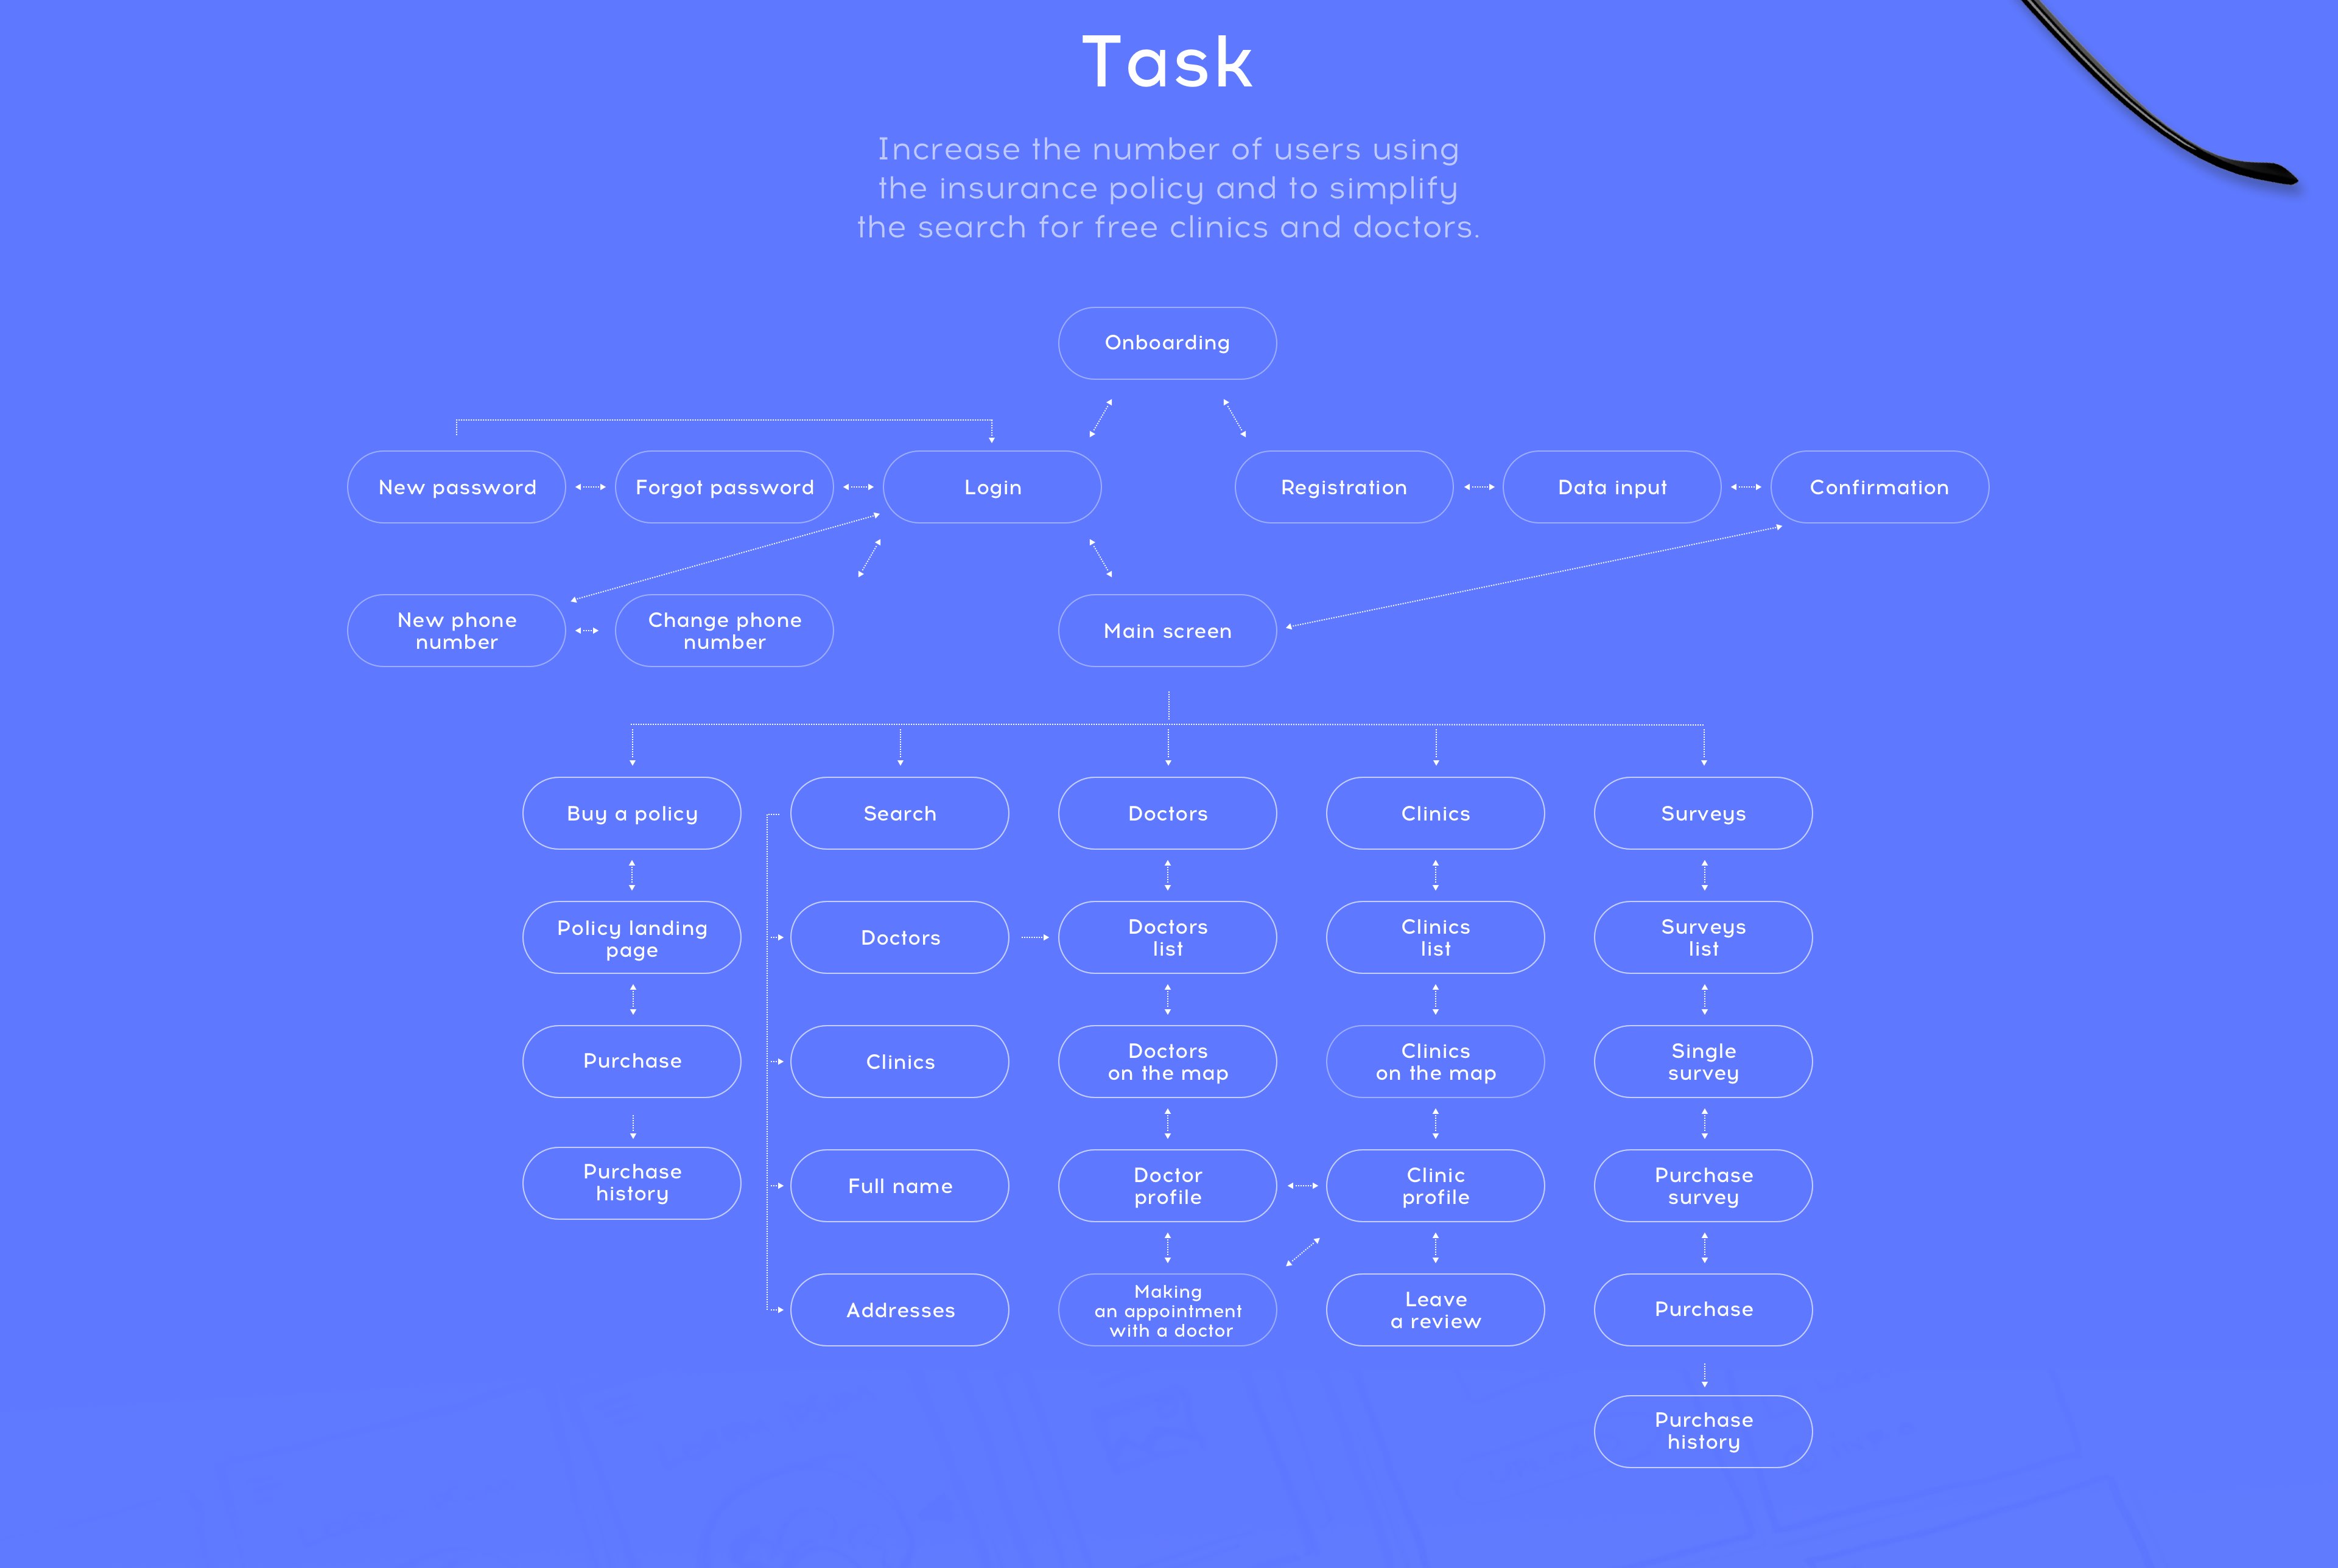 Task
Increase the number of users using
the insurance policy and to simplify
the search for free clinics and doctors.
Onboarding
New password
Forgot password
Login
Registration
Data input
Confirmation
New phone
number
Change phone
number
Main screen
Buy a policy
Search
Doctors
Clinics
Surveys
Policy landing
page
Doctors
Doctors
list
Clinics
list
Surveys
list
Purchase
Clinics
Doctors
on the map
Clinics
on the map
Single
survey
Purchase
history
Full name
Doctor
profile
Clinic
profile
Purchase
survey
Addresses
Making
an appointment
with a doctor
Leave
a review
Purchase
Purchase
history